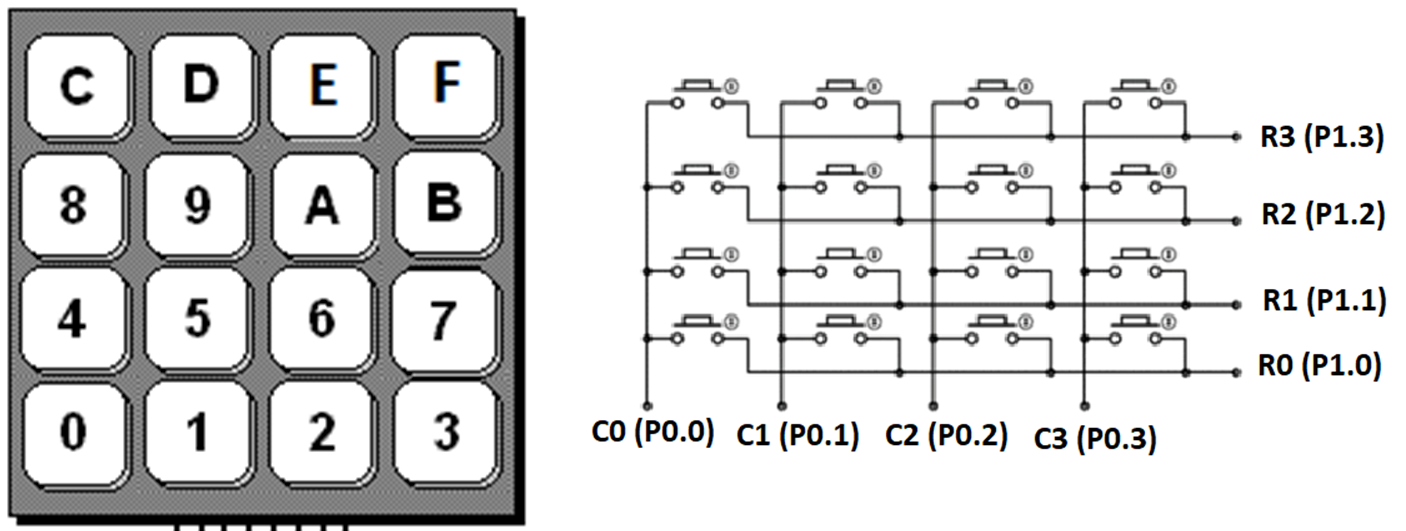 C D E F
8 9 A B
4 5 6 7
0 1 2 3
R3 (P1.3)
R2 (P1.2)
R1 (P1.1)
R0 (P1.0)
C0 (P0.0) C1 (P0.1) C2 (P0.2) C3 (P0.3)